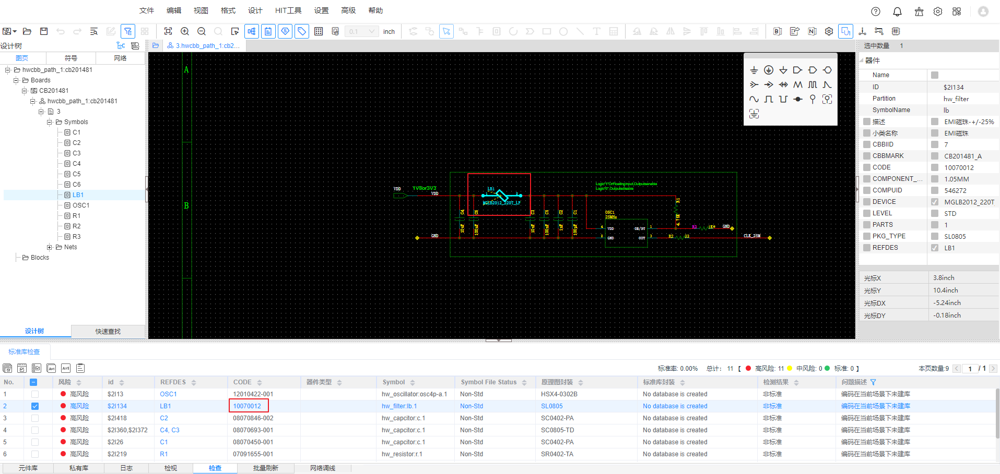 文件 编辑 视图 格式 设计 HIT工具 设置 高级 帮助
0.1 inch
设计树
3.hwcbb_path_1:cb2...
选中数量 1
图页 符号 网络
hwcbb_path_1:cb201481
Boards
CB201481
hwcbb_path_1:cb201481
3
Symbols
C1
C2
C3
C4
C5
C6
LB1
OSC1
R1
R2
R3
Nets
Blocks
设计树 快速查找
A
B
VDD
1V8or3V3
VDD
LB1
1 2
MGLB2012_220T_LF
Logic"1"OrFloatingInput,Outputsenable
Logic"0",Outputsdisable
C4 C6 C3 C5 C2 C1
10nF 100nF 10nF 100nF 1nF 100pF
OSC1
25MHz
4 VDD OE/ST 1
2 GND OUT 3
R1
4.75K
R3 1K* GND
R2 33
GND
CLK_25M
器件
Name
ID $2I134
Partition hw_filter
SymbolName lb
描述 EMI磁珠-+/-25%
小类名称 EMI磁珠
CBBIID 7
CBBMARK CB201481_A
CODE 10070012
COMPONENT_... 1.05MM
COMPUID 546272
DEVICE MGLB2012_220T
LEVEL STD
PARTS 1
PKG_TYPE SL0805
REFDES LB1
光标X 3.8inch
光标Y 10.4inch
光标DX -5.24inch
光标DY -0.18inch
标准库检查
标准率: 0.00% 总计: 11 【 高风险: 11 中风险: 0 标准: 0 】 本页数量:9 1 / 1
No. 风险 id REFDES CODE 器件类型 Symbol Symbol File Status 原理图封装 标准库封装 检测结果 问题描述
1 高风险 $2I13 OSC1 12010422-001 hw_oscillator:osc4p-a.1 Non-Std HSX4-0302B No database is created 非标准 编码在当前场景下未建库
2 高风险 $2I134 LB1 10070012 hw_filter:lb.1 Non-Std SL0805 No database is created 非标准 编码在当前场景下未建库
3 高风险 $2I418 C2 08070846-002 hw_capcitor:c.1 Non-Std SC0402-PA No database is created 非标准 编码在当前场景下未建库
4 高风险 $2I360,$2I372 C4, C3 08070693-001 hw_capcitor:c.1 Non-Std SC0805-TD No database is created 非标准 编码在当前场景下未建库
5 高风险 $2I26 C1 08070450-001 hw_capcitor:c.1 Non-Std SC0402-PA No database is created 非标准 编码在当前场景下未建库
6 高风险 $2I219 R1 07091655-001 hw_resistor:r.1 Non-Std SR0402-TA No database is created 非标准 编码在当前场景下未建库
元件库 私有库 日志 检视 检查 批量刷新 网络调线